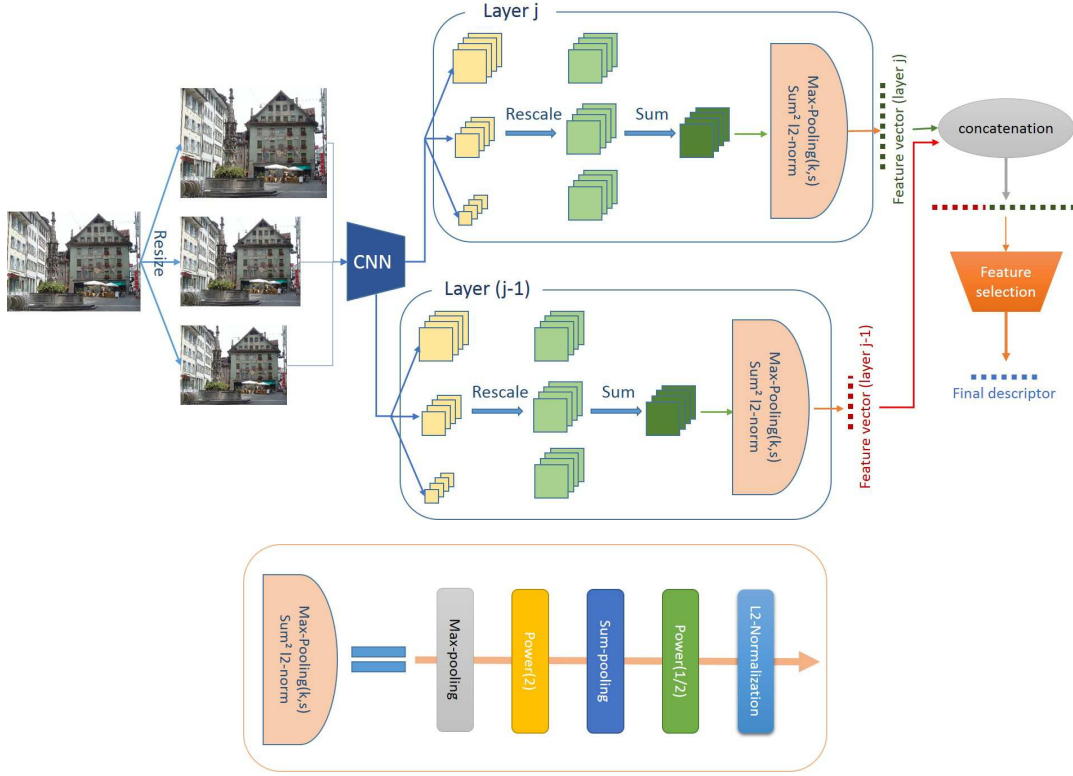 Layer j
Resize
CNN
Rescale
Sum
Max-Pooling(k,s)
Sum² l2-norm
Feature vector (layer j)
concatenation
Feature
selection
Final descriptor
Layer (j-1)
Rescale
Sum
Max-Pooling(k,s)
Sum² l2-norm
Feature vector (layer j-1)
Max-Pooling(k,s)
Sum² l2-norm
Max-pooling
Power(2)
Sum-pooling
Power(1/2)
L2-Normalization